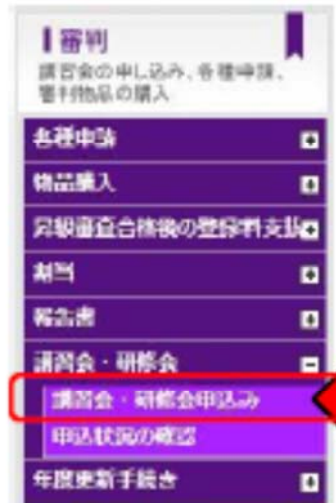 審判
講習会の申し込み、各種申請、
審判物品の購入
各種申請
物品購入
昇級審査合格後の登録料支払
割当
報告書
講習会・研修会
講習会・研修会申込み
申込状況の確認
年度更新手続き